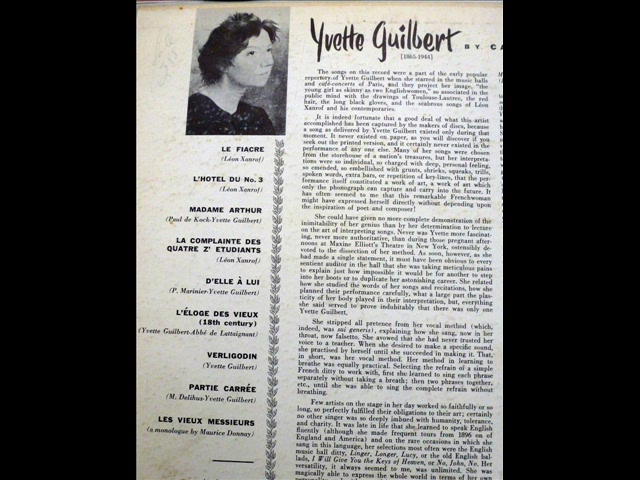 Yvette Guilbert BY CA
[1865-1944]
LE FIACRE
(Léon Xanrof)
L'HOTEL DU No. 3
(Léon Xanrof)
MADAME ARTHUR
(Paul de Kock-Yvette Guilbert)
LA COMPLAINTE DES
QUATRE Z' ETUDIANTS
(Léon Xanrof)
D'ELLE À LUI
(P. Marinier-Yvette Guilbert)
L'ÉLOGE DES VIEUX
(18th century)
(Yvette Guilbert-Abbé de Lattaignant)
VERLIGODIN
(Yvette Guilbert)
PARTIE CARRÉE
(M. Delihus-Yvette Guilbert)
LES VIEUX MESSIEURS
(a monologue by Maurice Donnay)
The songs on this record were a part of the early popular
repertory of Yvette Guilbert when she starred in the music halls
and café-concerts of Paris, and they project her image, "the
young girl as skinny as two Englishwomen," so associated in the
public mind with the drawings of Toulouse-Lautrec, the red
hair, the long black gloves, and the seabrous songs of Léon
Xanrof and his contemporaries.
It is indeed fortunate that a good deal of what this artist
accomplished has been captured by the makers of discs, because
a song as delivered by Yvette Guilbert existed only during that
moment. It never existed on paper, as you will discover if you
seek out the printed version, and it certainly never existed in the
performance of any one else. Many of her songs were chosen
from the storehouse of a nation's treasures, but her interpreta-
tions were so individual, so charged with deep, personal feeling,
so emended, so embellished with grunts, shrieks, squeaks, trills,
spoken words, extra bars, or repetition of key-lines, that the per-
formance itself constituted a work of art, a work of art which
only the phonograph can capture and carry into the future. It
has often seemed to me that this remarkable Frenchwoman
might have expressed herself directly without depending upon
the inspiration of poet and composer!
She could have given no more complete demonstration of the
inimitability of her genius than by her determination to lecture
on the art of interpreting songs. Never was Yvette more fascinat-
ing, never more authoritative, than during those pregnant after-
noons at Maxine Elliott's Theatre in New York, ostensibly de-
voted to the dissection of her method. As soon, however, as she
had made a single statement, it must have been obvious to every
sentient auditor in the hall that she was taking meticulous pains
to explain just how impossible it would be for another to step
into her boots or to duplicate her astonishing career. She related
how she studied the words of her songs and recitations, how she
planned their performance carefully, what a large part the plas-
ticity of her body played in their interpretation, but, everything
she said served to prove indubitably that there was only one
Yvette Guilbert.
She stripped all pretence from her vocal method (which,
indeed, was sui generis), explaining how she sang, now in her
throat, now falsetto. She avowed that she had never trusted her
voice to a teacher. When she desired to make a specific sound,
she practised by herself until she succeeded in making it. That,
in short, was her vocal method. Her method in learning to
breathe was equally practical. Selecting the refrain of a simple
French ditty to work with, first she learned to sing each phrase
separately without taking a breath; then two phrases together,
etc., until she was able to sing the complete refrain without
breathing.
Few artists on the stage in her day worked so faithfully or so
long, so perfectly fulfilled their obligations to their art; certainly
no other singer was so deeply imbued with humanity, tolerance,
and charity. It was late in life that she learned to speak English
fluently (although she made frequent tours from 1896 on of
England and America) and on the rare occasions in which she
sang in this language, her selections most often were the English
music hall ditty, Linger, Longer, Lucy, or the old English bal-
lads, I Will Give You the Keys of Heaven, or No, John, No. Her
versatility, it always seemed to me, was unlimited. She was
magically able to express the whole world in terms of her own